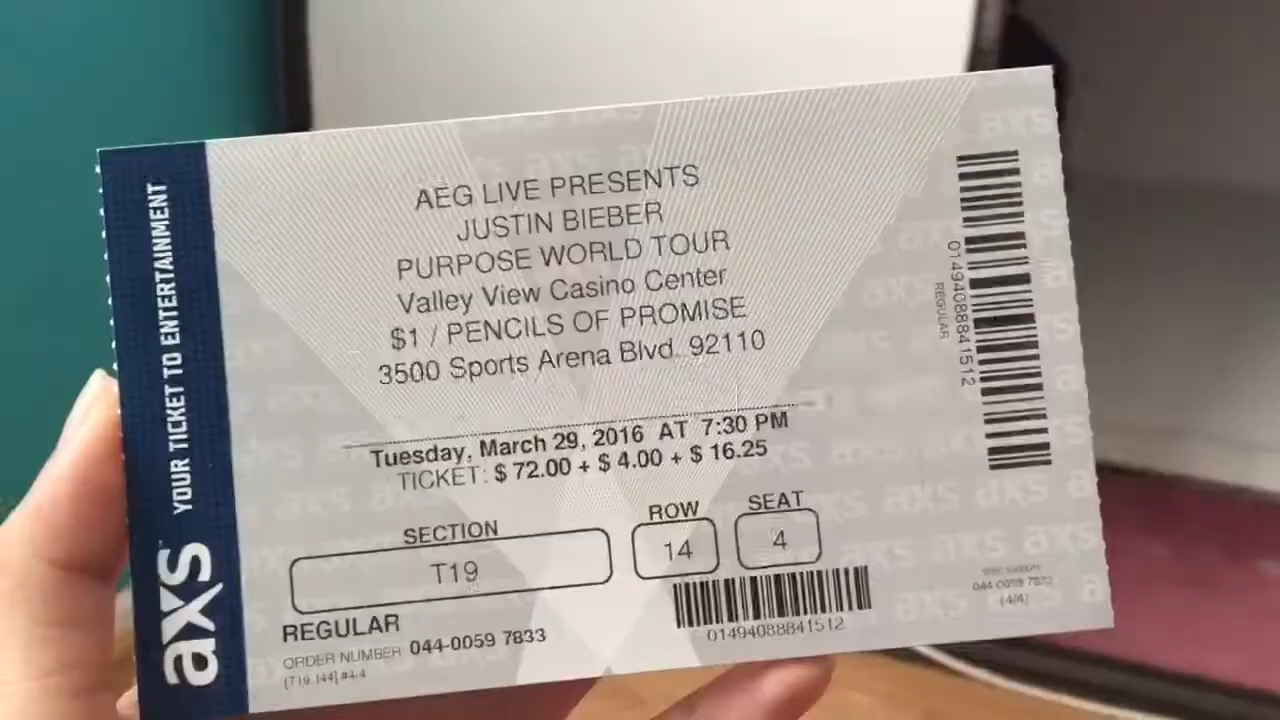 YOUR TICKET TO ENTERTAINMENT
axs
AEG LIVE PRESENTS
JUSTIN BIEBER
PURPOSE WORLD TOUR
Valley View Casino Center
$1 / PENCILS OF PROMISE
3500 Sports Arena Blvd. 92110
Tuesday, March 29, 2016 AT 7:30 PM
TICKET: $ 72.00 + $ 4.00 + $ 16.25
SECTION ROW SEAT
T19 14 4
REGULAR
ORDER NUMBER 044-0059 7833
01494088841512
01494088841512
REGULAR
(4/4)